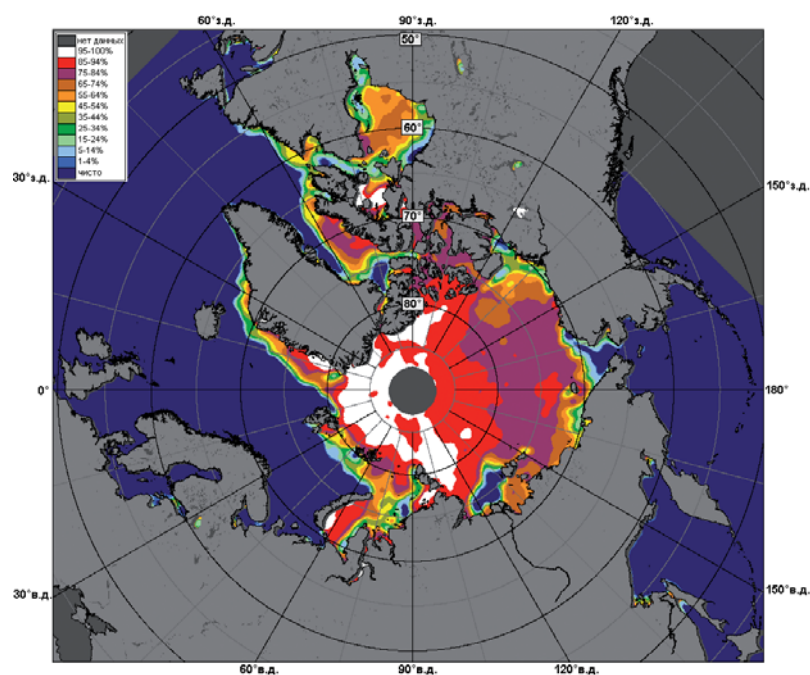 60°з.д.
90°з.д.
120°з.д.
нет данных
95-100%
85-94%
75-84%
65-74%
55-64%
45-54%
35-44%
25-34%
15-24%
5-14%
1-4%
чисто
50°
60°
70°
80°
30°з.д.
150°з.д.
0°
180°
30°в.д.
150°в.д.
60°в.д.
90°в.д.
120°в.д.